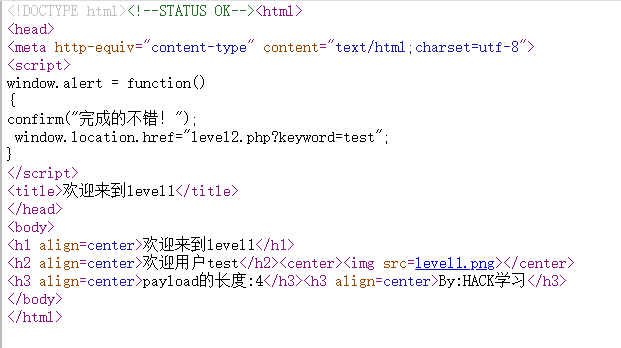 <!DOCTYPE html><!--STATUS OK--><html>
<head>
<meta http-equiv="content-type" content="text/html;charset=utf-8">
<script>
window.alert = function()
{
confirm("完成的不错！");
 window.location.href="level2.php?keyword=test";
}
</script>
<title>欢迎来到level1</title>
</head>
<body>
<h1 align=center>欢迎来到level1</h1>
<h2 align=center>欢迎用户test</h2><center><img src=level1.png></center>
<h3 align=center>payload的长度:4</h3><h3 align=center>By:HACK学习</h3>
</body>
</html>